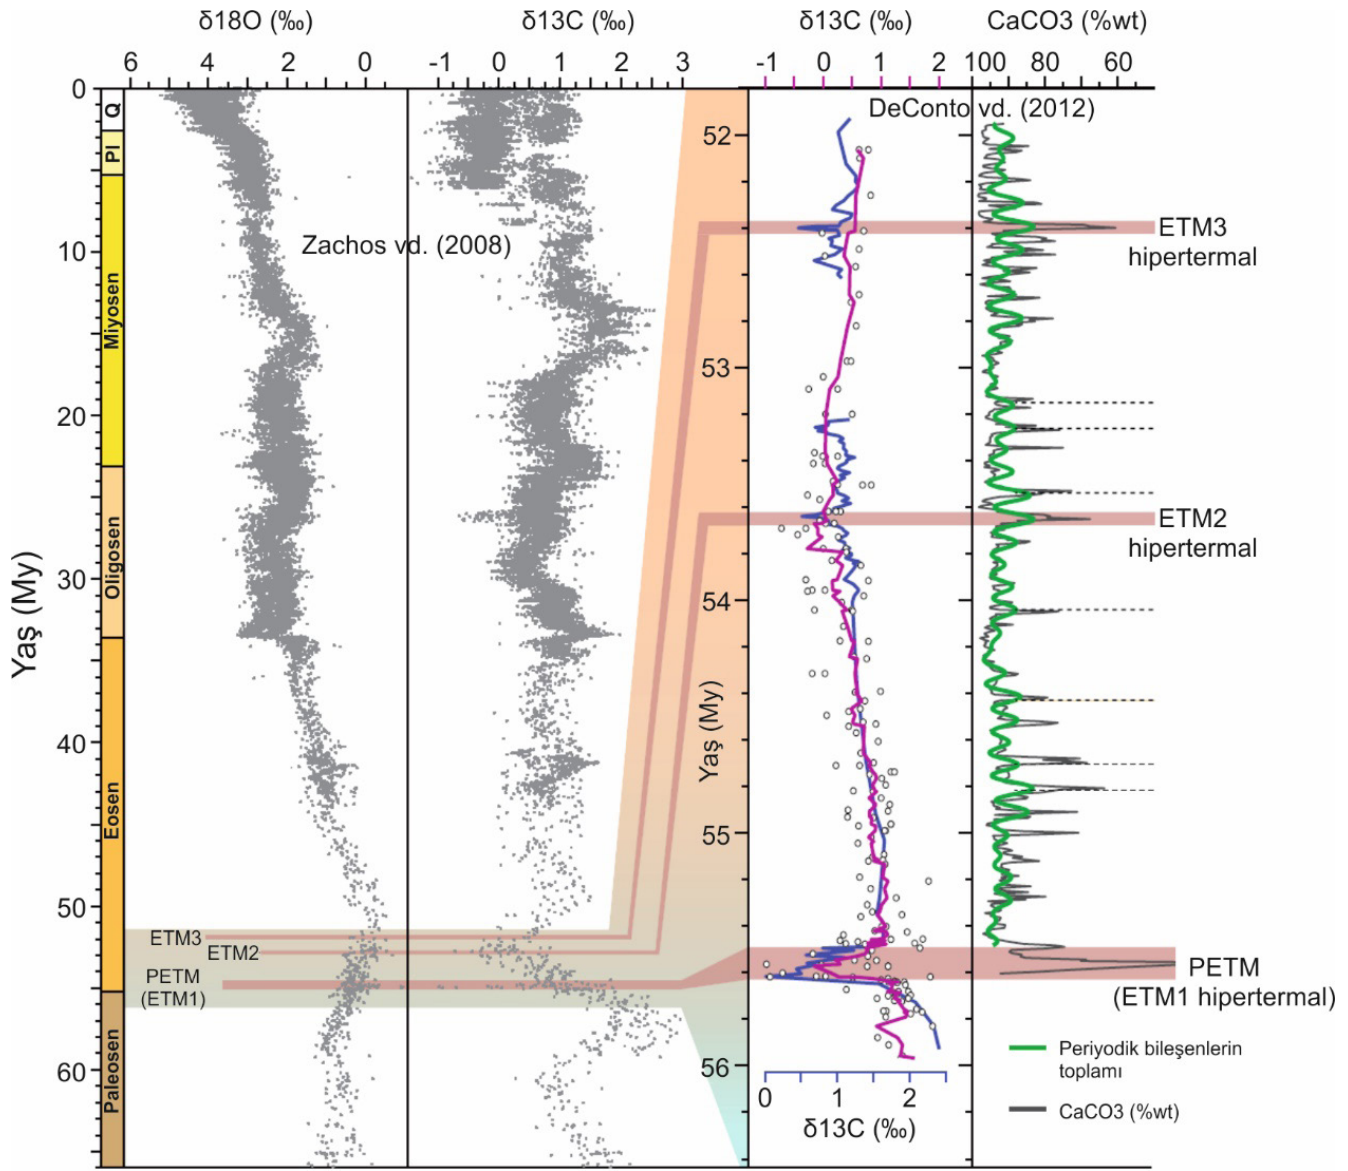 δ18O (‰)
δ13C (‰)
δ13C (‰)
CaCO3 (%wt)
6 4 2 0
-1 0 1 2 3
-1 0 1 2
100 80 60
DeConto vd. (2012)
Zachos vd. (2008)
Yaş (My)
0
10
20
30
40
50
60
Q
Pl
Miyosen
Oligosen
Eosen
Paleosen
ETM3
ETM2
PETM
(ETM1)
Yaş (My)
52
53
54
55
56
0 1 2
δ13C (‰)
ETM3
hipertermal
ETM2
hipertermal
PETM
(ETM1 hipertermal)
Periyodik bileşenlerin
toplamı
CaCO3 (%wt)